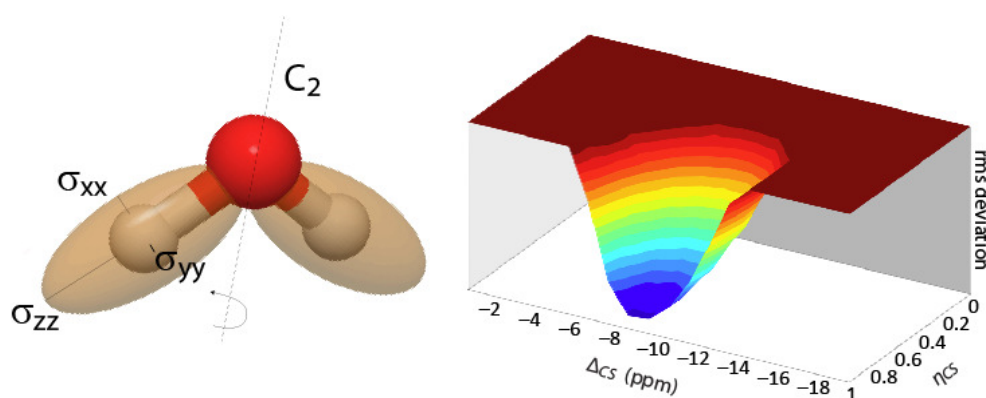 C2
σxx
σyy
σzz
rms deviation
−2 −4 −6 −8 −10 −12 −14 −16 −18
Δcs (ppm)
1 0.8 0.6 0.4 0.2 0
ηcs